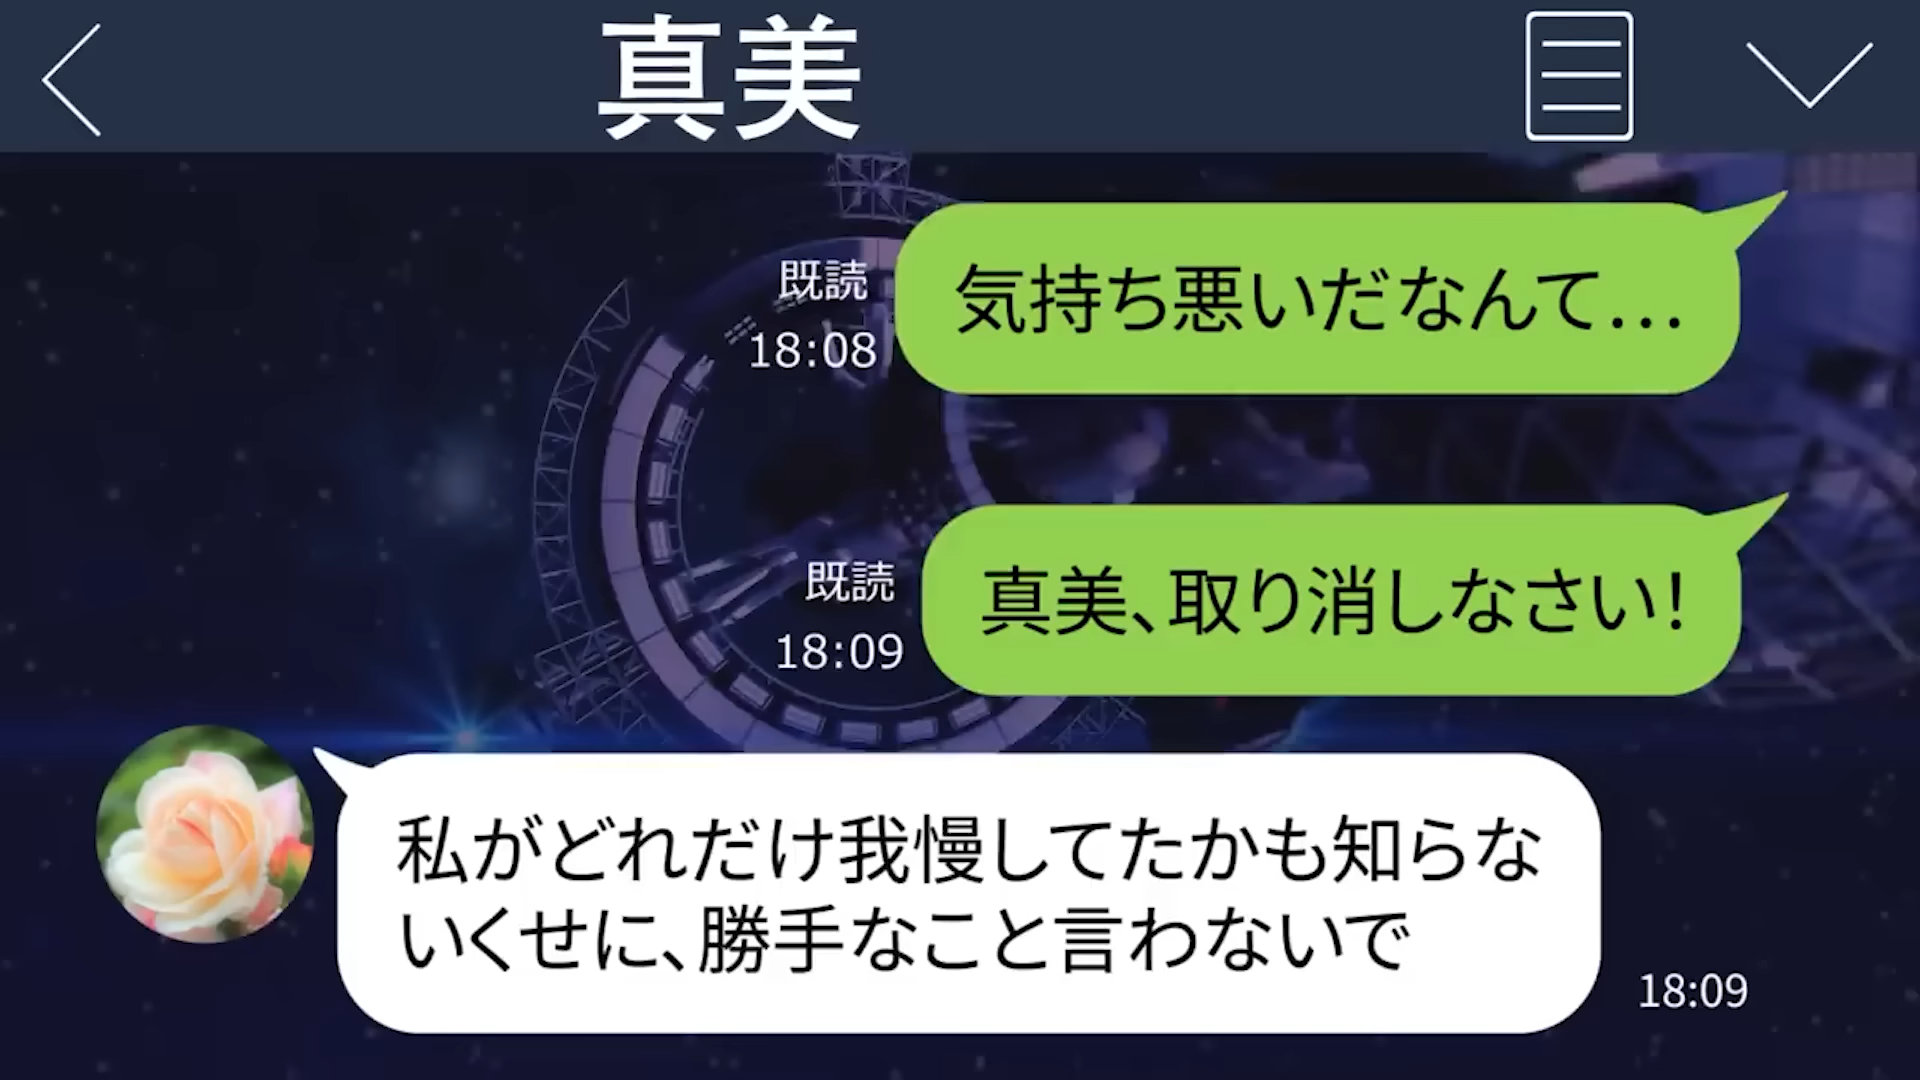 真美
気持ち悪いだなんて…
既読
18:08
真美、取り消しなさい!
既読
18:09
私がどれだけ我慢してたかも知らな
いくせに、勝手なこと言わないで
18:09